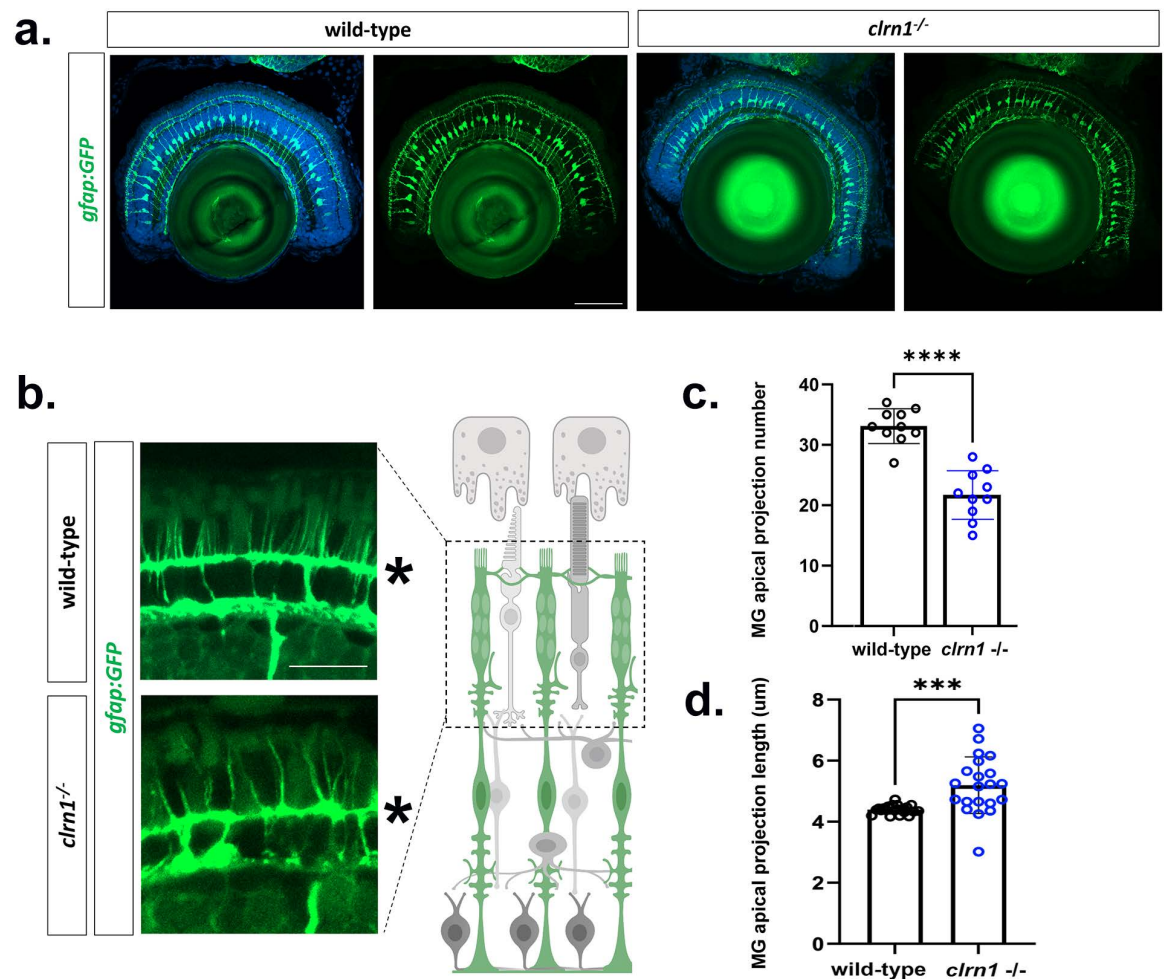 a.
wild-type
clrn1-/-
gfap:GFP
b.
wild-type
clrn1-/-
gfap:GFP
*
*
c.
MG apical projection number
40
30
20
10
0
****
wild-type
clrn1 -/-
d.
MG apical projection length (um)
8
6
4
2
0
***
wild-type
clrn1 -/-